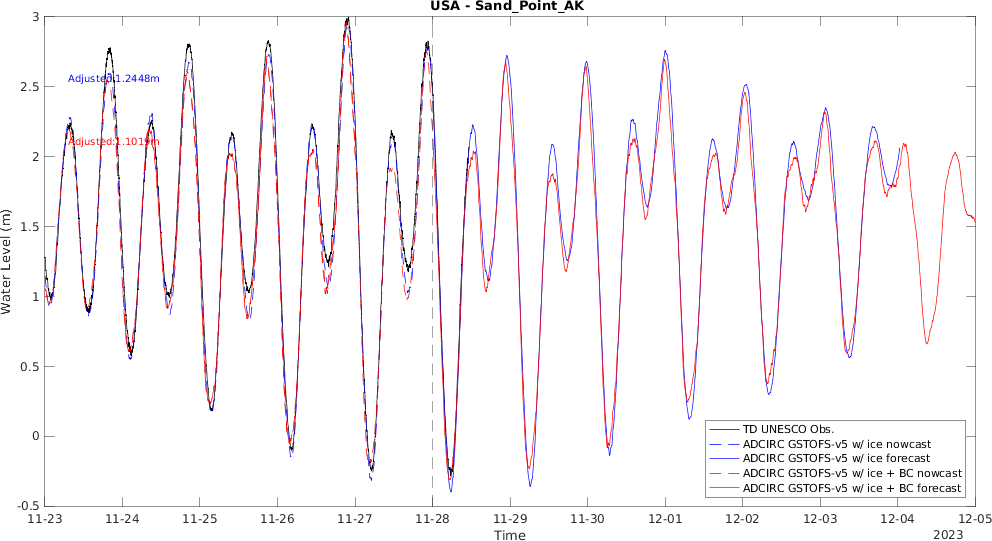 USA - Sand_Point_AK
3
2.5
2
1.5
1
0.5
0
-0.5
Water Level (m)
Adjusted:1.2448m
Adjusted:1.1019m
TD UNESCO Obs.
ADCIRC GSTOFS-v5 w/ ice nowcast
ADCIRC GSTOFS-v5 w/ ice forecast
ADCIRC GSTOFS-v5 w/ ice + BC nowcast
ADCIRC GSTOFS-v5 w/ ice + BC forecast
11-23 11-24 11-25 11-26 11-27 11-28 11-29 11-30 12-01 12-02 12-03 12-04 12-05
Time
2023